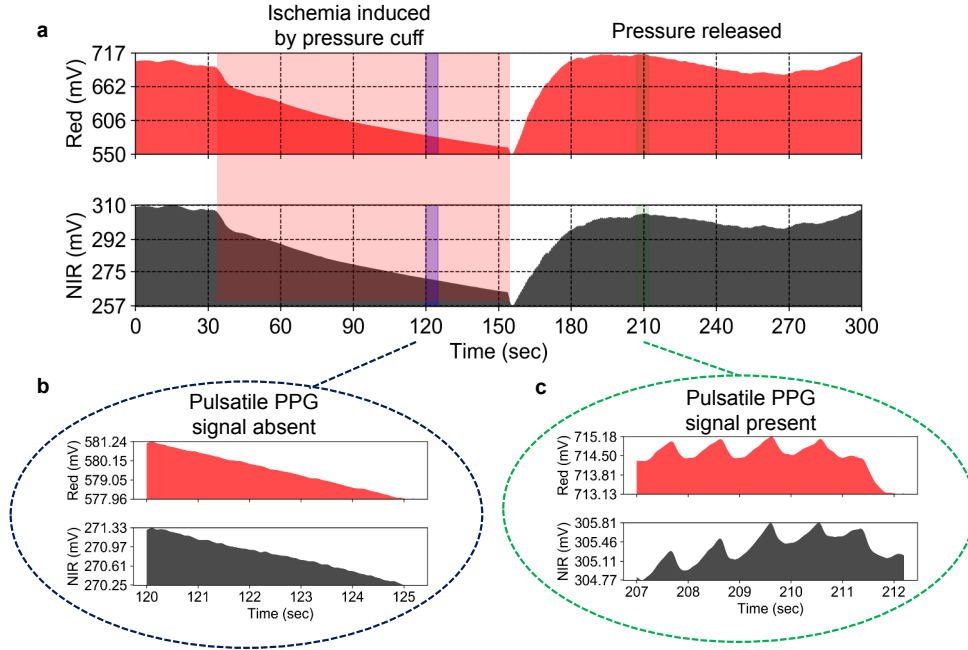 Ischemia induced
by pressure cuff
Pressure released
a
717
662
606
550
Red (mV)
310
292
275
257
NIR (mV)
0 30 60 90 120 150 180 210 240 270 300
Time (sec)
b
Pulsatile PPG
signal absent
581.24
580.15
579.05
577.96
Red (mV)
271.33
270.97
270.61
270.25
NIR (mV)
120 121 122 123 124 125
Time (sec)
c
Pulsatile PPG
signal present
715.18
714.50
713.81
713.13
Red (mV)
305.81
305.46
305.11
304.77
NIR (mV)
207 208 209 210 211 212
Time (sec)